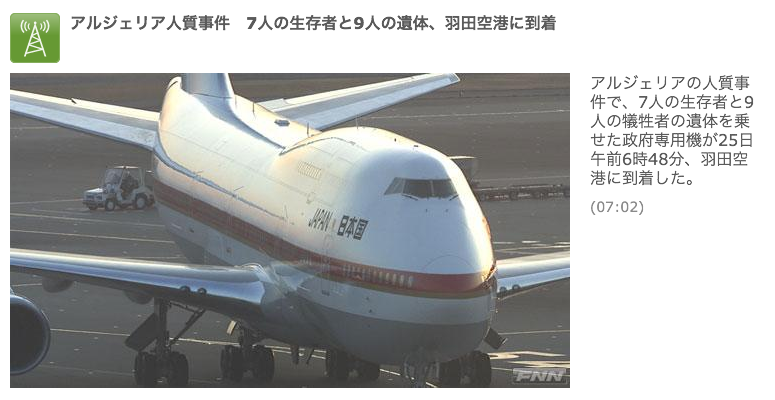 アルジェリア人質事件　7人の生存者と9人の遺体、羽田空港に到着
アルジェリアの人質事
件で、7人の生存者と9
人の犠牲者の遺体を乗
せた政府専用機が25日
午前6時48分、羽田空
港に到着した。
(07:02)
JAPAN 日本国
FNN